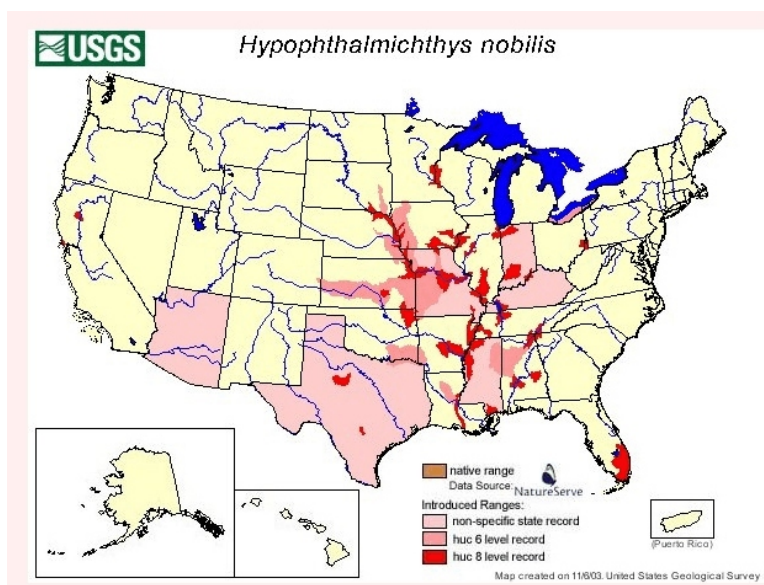 USGS
Hypophthalmichthys nobilis
native range
Data Source:
NatureServe
Introduced Ranges:
non-specific state record
huc 6 level record
huc 8 level record
(Puerto Rico)
Map created on 11/6/03. United States Geological Survey